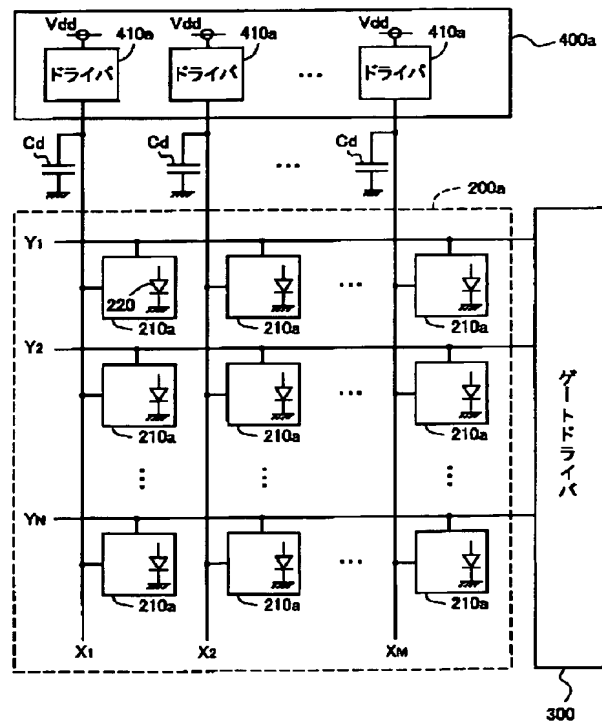 Vdd 410a Vdd 410a Vdd 410a
400a
ドライバ ドライバ ... ドライバ
Cd Cd ... Cd
200a
Y1
220
210a 210a ... 210a
Y2
210a 210a ... 210a
YN
210a 210a ... 210a
X1 X2 XM
ゲートドライバ
300